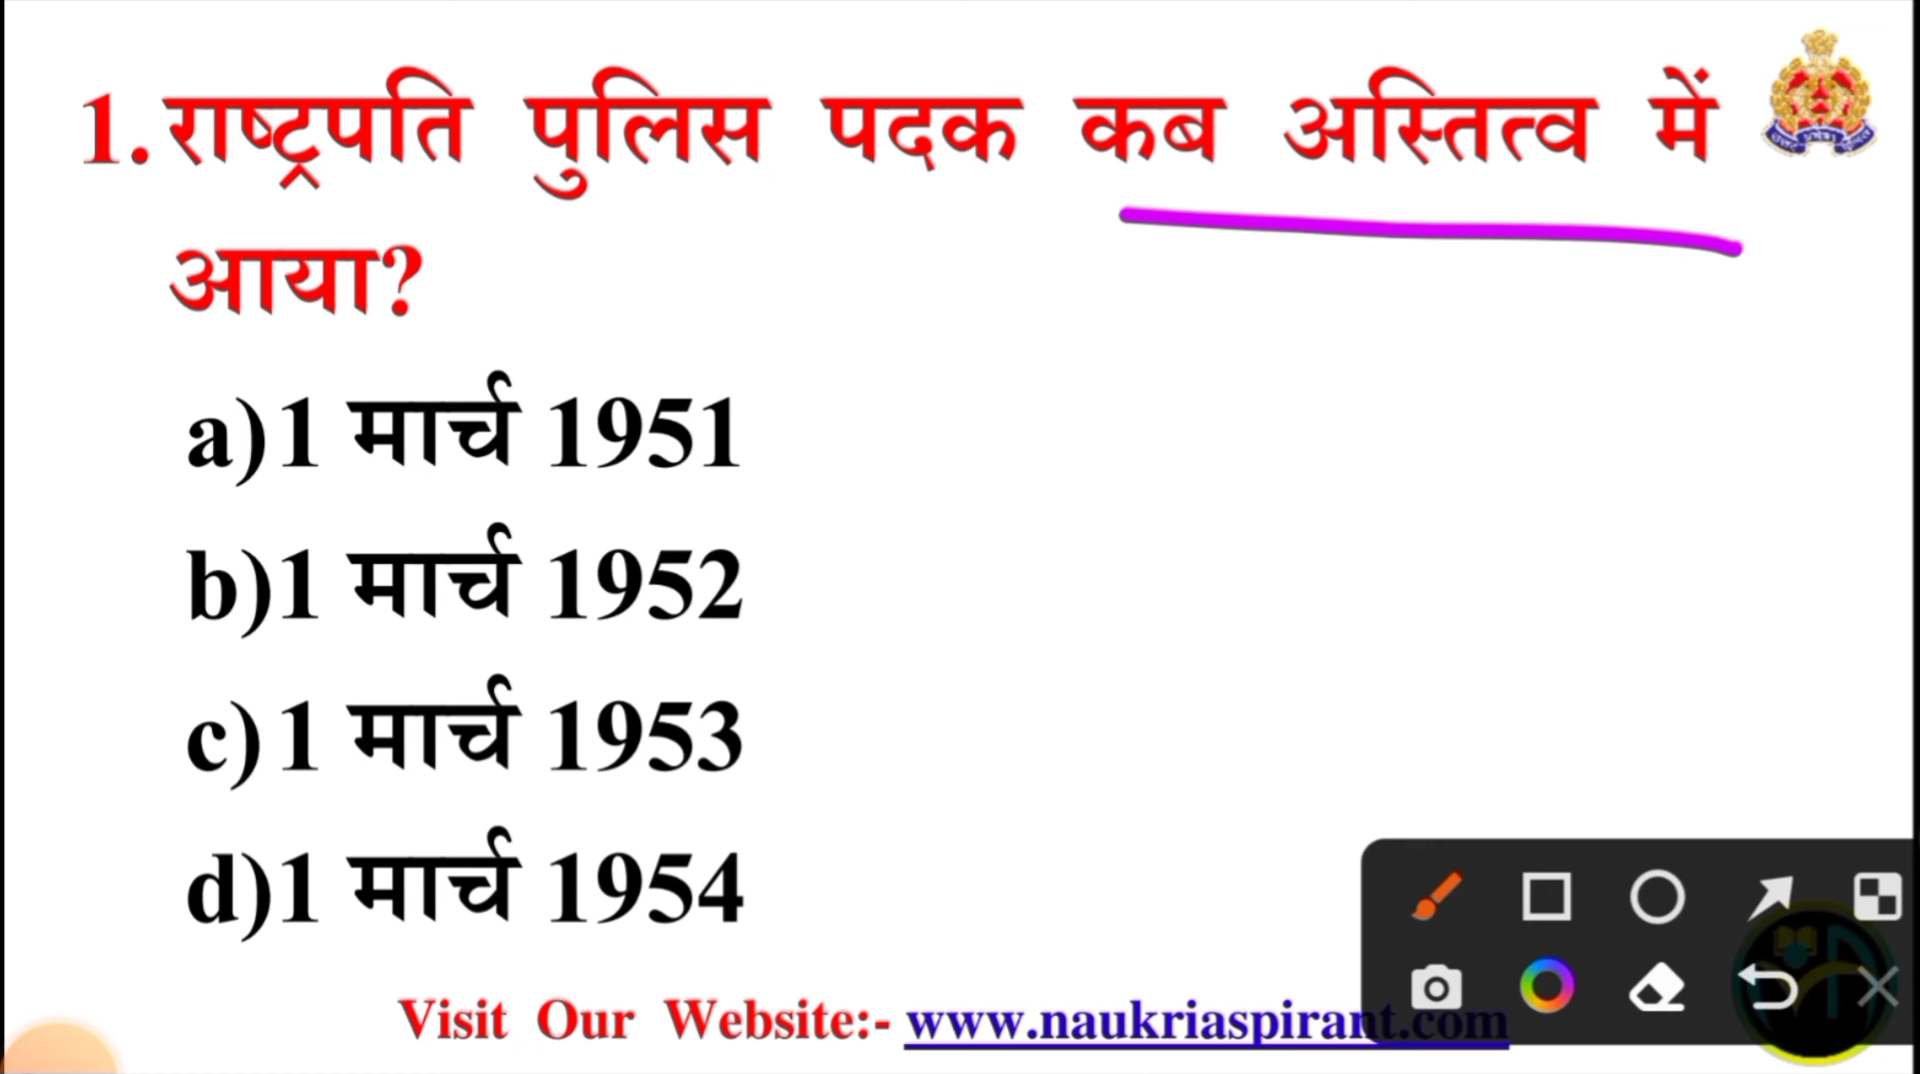 1. राष्ट्रपति पुलिस पदक कब अस्तित्व में
आया?
a) 1 मार्च 1951
b) 1 मार्च 1952
c) 1 मार्च 1953
d) 1 मार्च 1954
Visit Our Website:- www.naukriaspirant.com